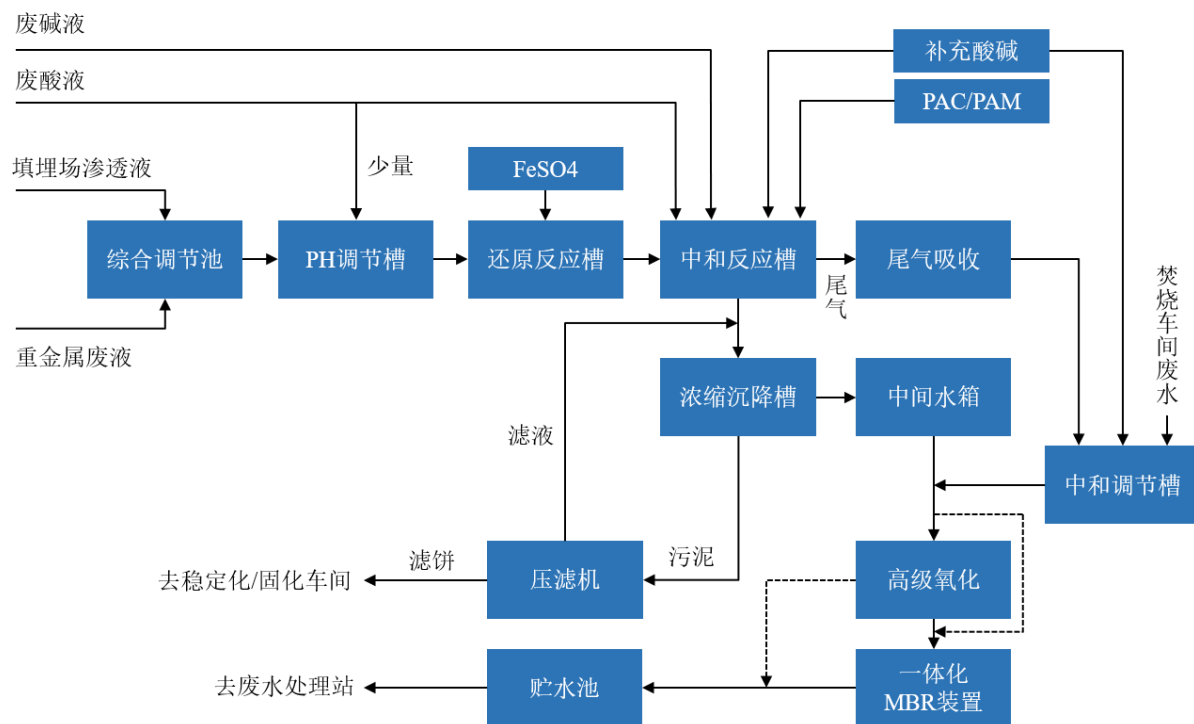 废碱液
补充酸碱
废酸液
PAC/PAM
填埋场渗透液
少量
FeSO4
综合调节池
PH调节槽
还原反应槽
中和反应槽
尾气
尾气吸收
焚烧车间废水
重金属废液
浓缩沉降槽
中间水箱
滤液
中和调节槽
滤饼
污泥
去稳定化/固化车间
压滤机
高级氧化
去废水处理站
贮水池
一体化
MBR装置